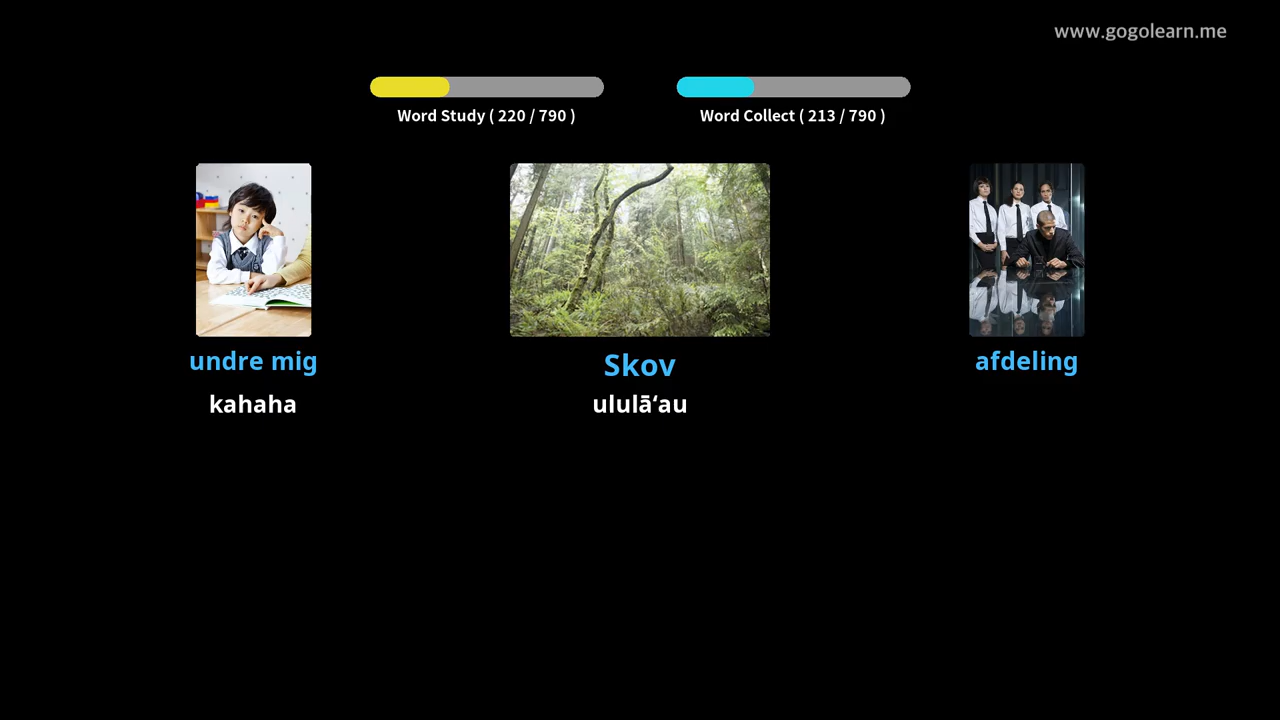 www.gogolearn.me
Word Study ( 220 / 790 )
Word Collect ( 213 / 790 )
undre mig
Skov
afdeling
kahaha
ululāʻau